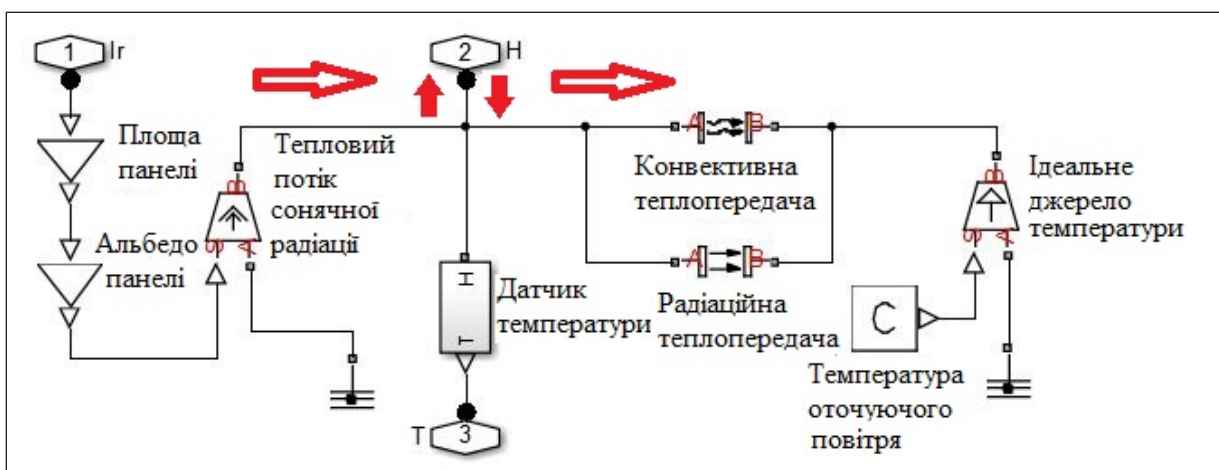 1
Ir
2
H
Площа
панелі
Альбедо
панелі
Тепловий
потік
сонячної
радіації
B
S
A
A
B
Конвективна
теплопередача
A
B
Радіаційна
теплопередача
H
T
Датчик
температури
T
3
C
Температура
оточуючого
повітря
B
S
A
Ідеальне
джерело
температури